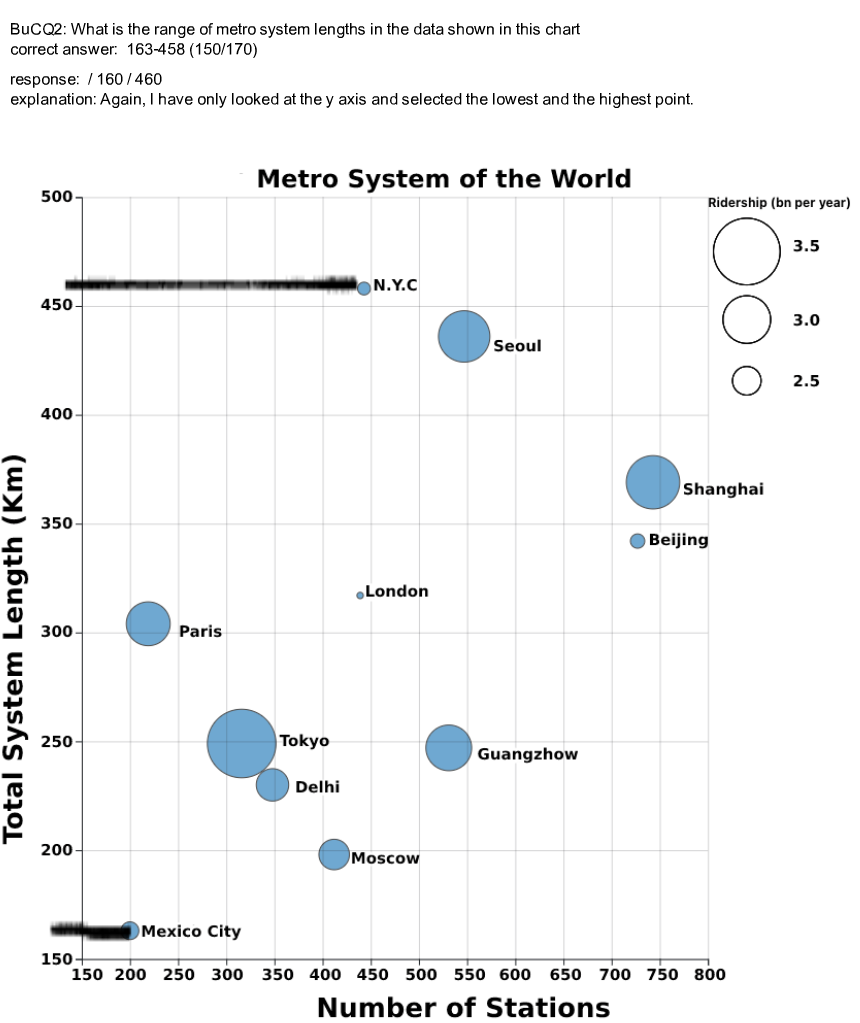 BuCQ2: What is the range of metro system lengths in the data shown in this chart
correct answer:  163-458 (150/170)
response:  / 160 / 460
explanation: Again, I have only looked at the y axis and selected the lowest and the highest point.
Metro System of the World
Ridership (bn per year)
3.5
3.0
2.5
500
450
400
350
300
250
200
150
Total System Length (Km)
N.Y.C
Seoul
Shanghai
Beijing
London
Paris
Tokyo
Guangzhow
Delhi
Moscow
Mexico City
150 200 250 300 350 400 450 500 550 600 650 700 750 800
Number of Stations